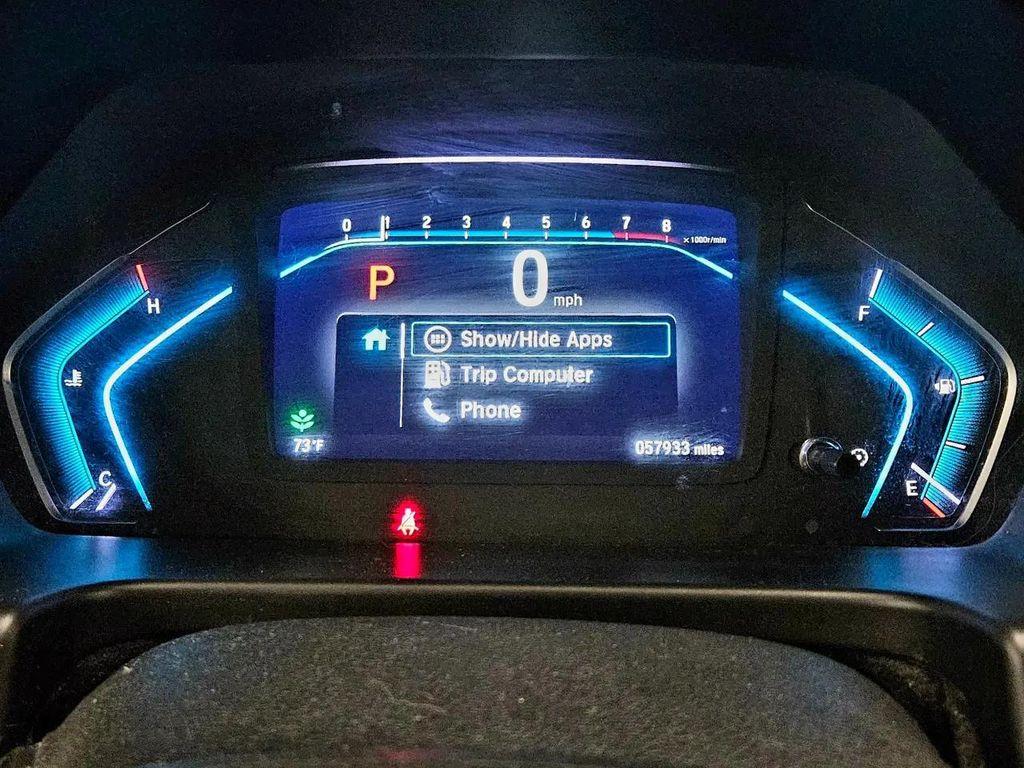 0 1 2 3 4 5 6 7 8 ×1000r/min
P 0 mph
H
F
Show/Hide Apps
Trip Computer
Phone
73°F
057933 miles
C
E